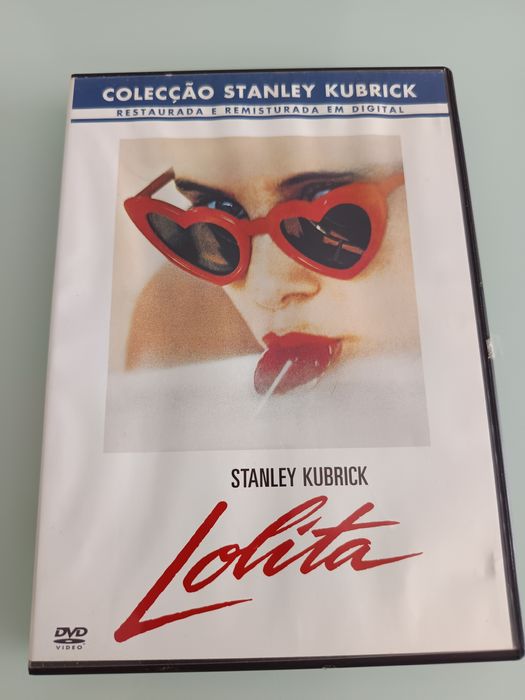 COLECÇÃO STANLEY KUBRICK
RESTAURADA E REMISTURADA EM DIGITAL
STANLEY KUBRICK
Lolita
DVD
VIDEO